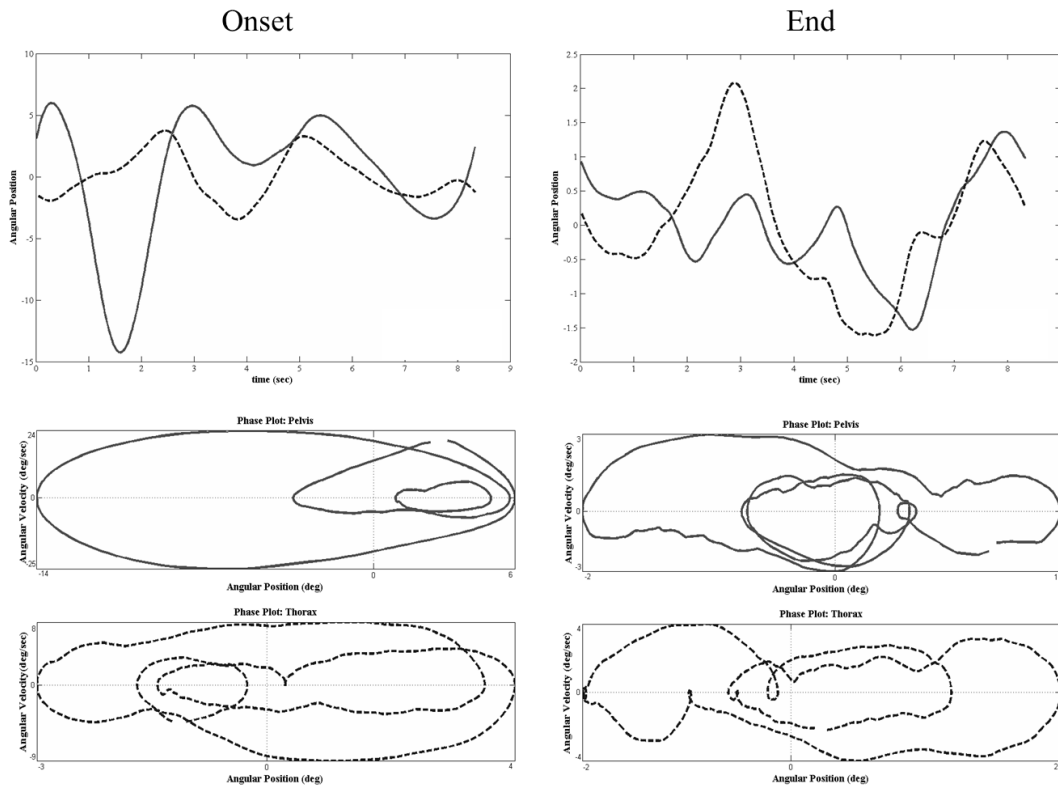 Onset
End
10
5
0
-5
-10
-15
Angular Position
0 1 2 3 4 5 6 7 8 9
time (sec)
2.5
2
1.5
1
0.5
0
-0.5
-1
-1.5
-2
Angular Position
0 1 2 3 4 5 6 7 8 9
time (sec)
Phase Plot: Pelvis
24
0
-25
Angular Velocity (deg/sec)
-14 0 6
Angular Position (deg)
Phase Plot: Pelvis
3
0
-3
Angular Velocity (deg/sec)
-2 0 1
Angular Position (deg)
Phase Plot: Thorax
8
0
-9
Angular Velocity(deg/sec)
-3 0 4
Angular Position (deg)
Phase Plot: Thorax
4
0
-4
Angular Velocity (deg/sec)
-2 0 2
Angular Position (deg)